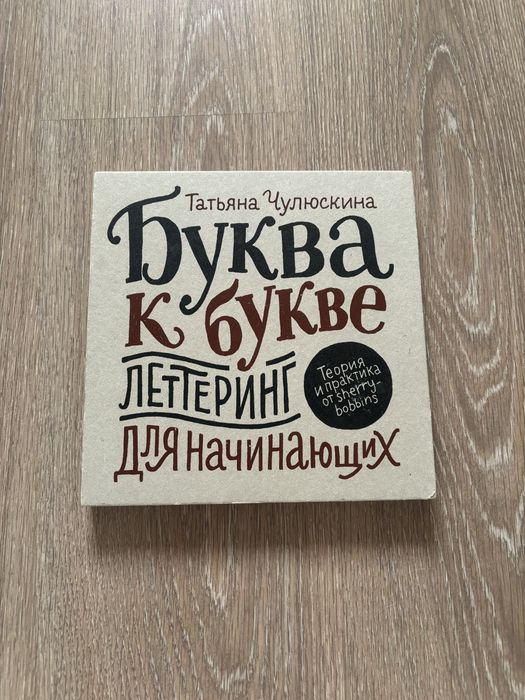 Татьяна Чулюскина
Буква
к букве
Леттеринг
Теория
и практика
от sherry-
bobbins
для начинающих